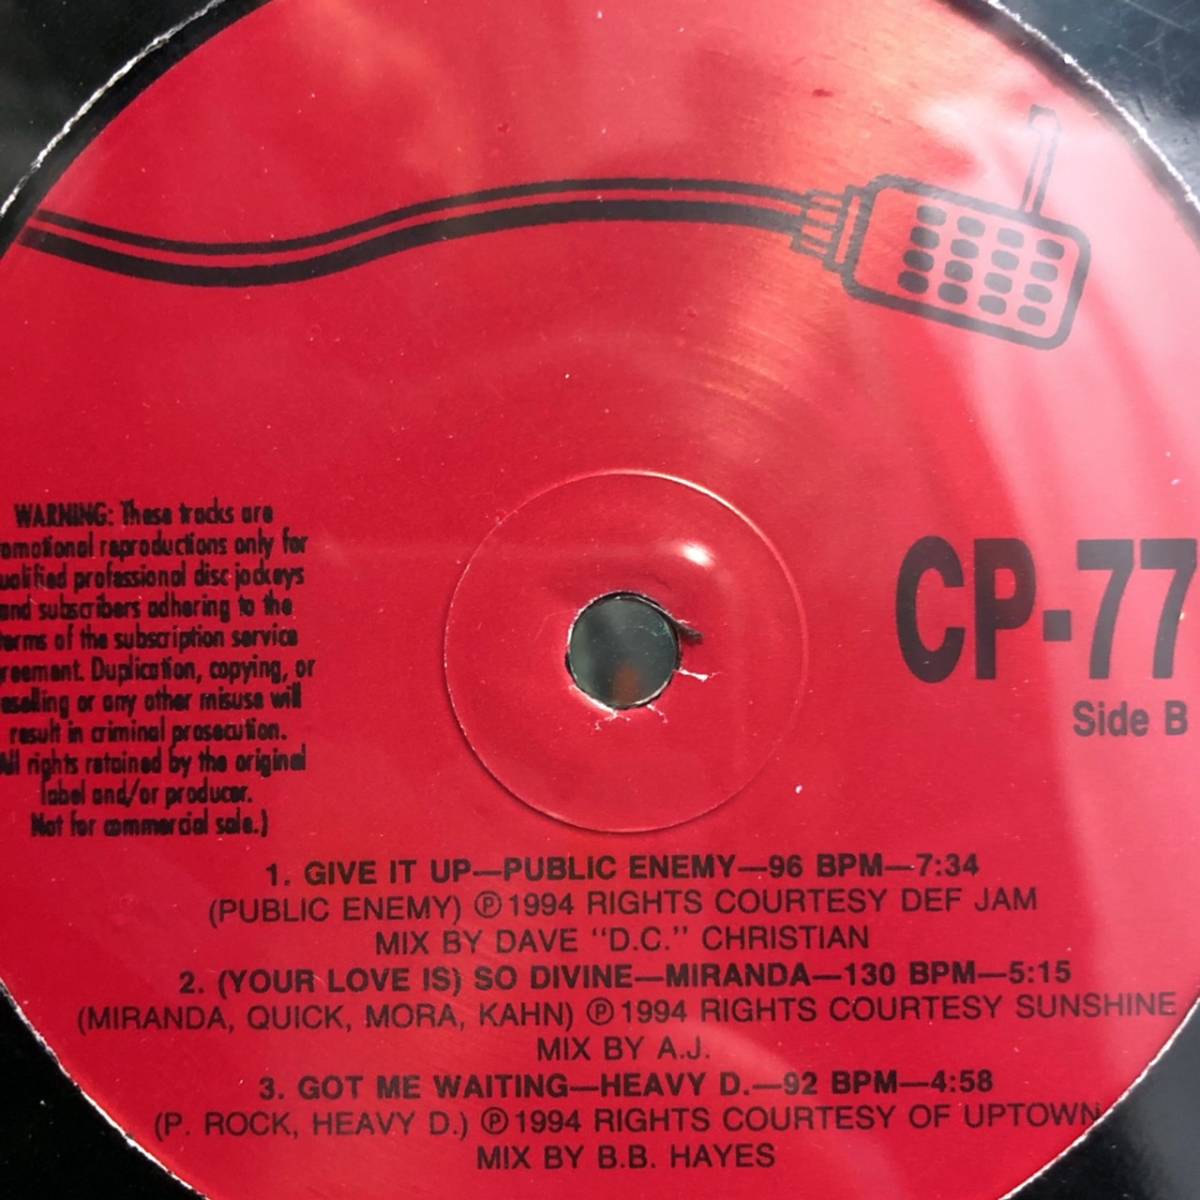 WARNING: These tracks are
omotional reproductions only for
ualified professional disc jockeys
and subscribers adhering to the
terms of the subscription service
reement. Duplication, copying, or
eselling or any other misuse will
result in criminal prosecution.
All rights retained by the original
label and/or producer.
Not for commercial sale.)
CP-77
Side B
1. GIVE IT UP—PUBLIC ENEMY—96 BPM—7:34
(PUBLIC ENEMY) ℗ 1994 RIGHTS COURTESY DEF JAM
MIX BY DAVE "D.C." CHRISTIAN
2. (YOUR LOVE IS) SO DIVINE—MIRANDA—130 BPM—5:15
(MIRANDA, QUICK, MORA, KAHN) ℗ 1994 RIGHTS COURTESY SUNSHINE
MIX BY A.J.
3. GOT ME WAITING—HEAVY D.—92 BPM—4:58
(P. ROCK, HEAVY D.) ℗ 1994 RIGHTS COURTESY OF UPTOWN
MIX BY B.B. HAYES